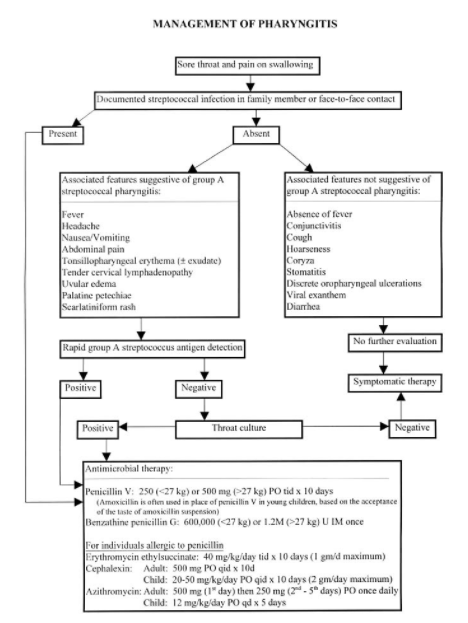 MANAGEMENT OF PHARYNGITIS
Sore throat and pain on swallowing
Documented streptococcal infection in family member or face-to-face contact
Present
Absent
Associated features suggestive of group A
streptococcal pharyngitis:
Fever
Headache
Nausea/Vomiting
Abdominal pain
Tonsillopharyngeal erythema (± exudate)
Tender cervical lymphadenopathy
Uvular edema
Palatine petechiae
Scarlatiniform rash
Associated features not suggestive of
group A streptococcal pharyngitis:
Absence of fever
Conjunctivitis
Cough
Hoarseness
Coryza
Stomatitis
Discrete oropharyngeal ulcerations
Viral exanthem
Diarrhea
Rapid group A streptococcus antigen detection
No further evaluation
Positive
Negative
Symptomatic therapy
Positive
Throat culture
Negative
Antimicrobial therapy:
Penicillin V: 250 (<27 kg) or 500 mg (>27 kg) PO tid x 10 days
(Amoxicillin is often used in place of penicillin V in young children, based on the acceptance
of the taste of amoxicillin suspension)
Benzathine penicillin G: 600,000 (<27 kg) or 1.2M (>27 kg) U IM once
For individuals allergic to penicillin
Erythromycin ethylsuccinate: 40 mg/kg/day tid x 10 days (1 gm/d maximum)
Cephalexin: Adult: 500 mg PO qid x 10d
Child: 20-50 mg/kg/day PO qid x 10 days (2 gm/day maximum)
Azithromycin: Adult: 500 mg (1st day) then 250 mg (2nd - 5th days) PO once daily
Child: 12 mg/kg/day PO qd x 5 days